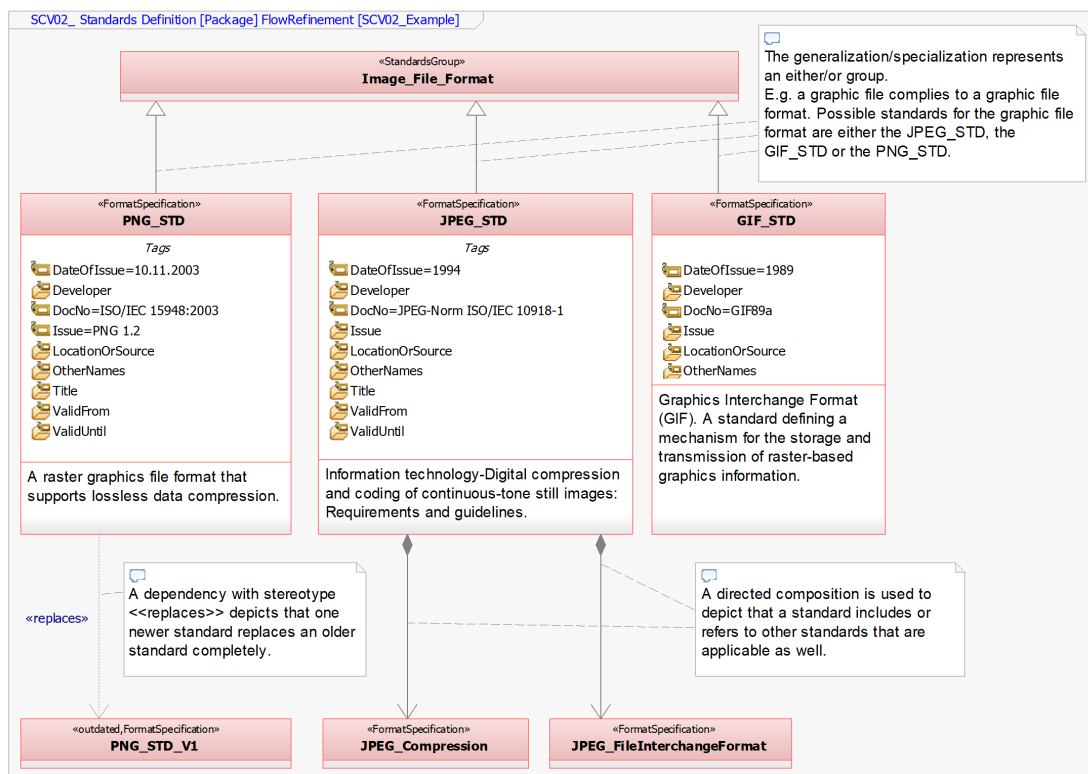 SCV02_ Standards Definition [Package] FlowRefinement [SCV02_Example]
The generalization/specialization represents
an either/or group.
E.g. a graphic file complies to a graphic file
format. Possible standards for the graphic file
format are either the JPEG_STD, the
GIF_STD or the PNG_STD.
«StandardsGroup»
Image_File_Format
«FormatSpecification»
PNG_STD
Tags
DateOfIssue=10.11.2003
Developer
DocNo=ISO/IEC 15948:2003
Issue=PNG 1.2
LocationOrSource
OtherNames
Title
ValidFrom
ValidUntil
A raster graphics file format that
supports lossless data compression.
«FormatSpecification»
JPEG_STD
Tags
DateOfIssue=1994
Developer
DocNo=JPEG-Norm ISO/IEC 10918-1
Issue
LocationOrSource
OtherNames
Title
ValidFrom
ValidUntil
Information technology-Digital compression
and coding of continuous-tone still images:
Requirements and guidelines.
«FormatSpecification»
GIF_STD
DateOfIssue=1989
Developer
DocNo=GIF89a
Issue
LocationOrSource
OtherNames
Graphics Interchange Format
(GIF). A standard defining a
mechanism for the storage and
transmission of raster-based
graphics information.
«replaces»
A dependency with stereotype
<<replaces>> depicts that one
newer standard replaces an older
standard completely.
A directed composition is used to
depict that a standard includes or
refers to other standards that are
applicable as well.
«outdated,FormatSpecification»
PNG_STD_V1
«FormatSpecification»
JPEG_Compression
«FormatSpecification»
JPEG_FileInterchangeFormat